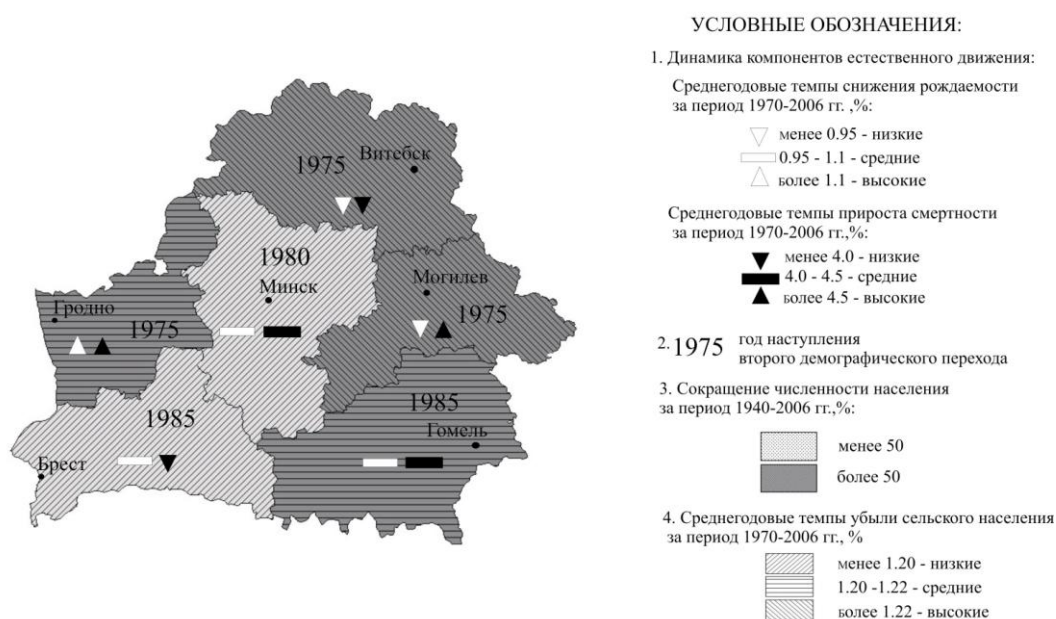 1975
Витебск
1980
Минск
Могилев
1975
Гродно
1975
1985
Брест
1985
Гомель
УСЛОВНЫЕ ОБОЗНАЧЕНИЯ:
1. Динамика компонентов естественного движения:
Среднегодовые темпы снижения рождаемости
за период 1970-2006 гг. ,%:
менее 0.95 - низкие
0.95 - 1.1 - средние
более 1.1 - высокие
Среднегодовые темпы прироста смертности
за период 1970-2006 гг.,%:
менее 4.0 - низкие
4.0 - 4.5 - средние
более 4.5 - высокие
2. 1975 год наступления
второго демографического перехода
3. Сокращение численности населения
за период 1940-2006 гг.,%:
менее 50
более 50
4. Среднегодовые темпы убыли сельского населения
за период 1970-2006 гг., %
менее 1.20 - низкие
1.20 -1.22 - средние
более 1.22 - высокие